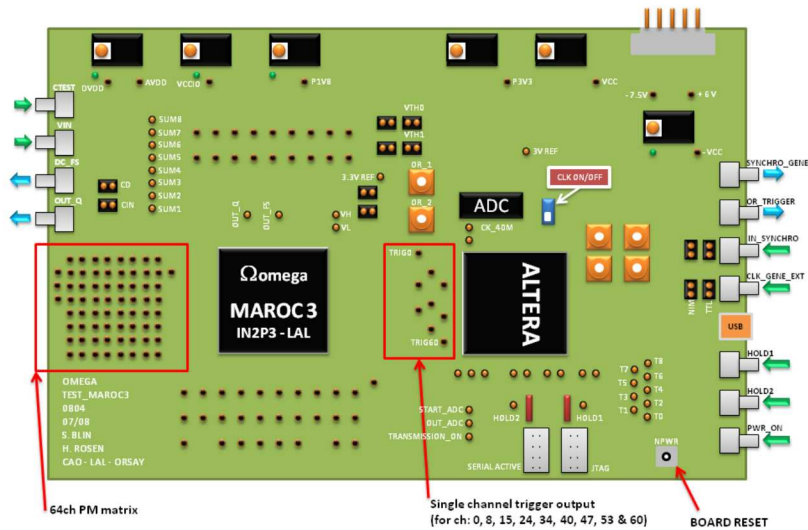 DVDD
AVDD
VCCI0
P1V8
P3V3
VCC
-7.5V
+ 6V
-VCC
CTEST
VIN
DC_FS
OUT_Q
SUM8
SUM7
SUM6
SUM5
SUM4
SUM3
SUM2
SUM1
CD
CIN
VTH0
VTH1
3.3V REF
OR_1
OR_2
3V REF
CLK ON/OFF
ADC
CK_40M
OUT_Q
OUT_FS
VH
VL
SYNCHRO_GENE
OR_TRIGGER
IN_SYNCHRO
CLK_GENE_EXT
NIM
TTL
USB
HOLD1
HOLD2
PWR_ON
Ωomega
MAROC 3
IN2P3 - LAL
TRIG0
TRIG60
ALTERA
OMEGA
TEST_MAROC3
0804
07/08
S. BLIN
H. ROSEN
CAO - LAL - ORSAY
START_ADC
OUT_ADC
TRANSMISSION_ON
HOLD2
HOLD1
SERIAL ACTIVE
JTAG
T8
T7
T6
T5
T4
T3
T2
T1
T0
NPWR
64ch PM matrix
Single channel trigger output
(for ch: 0, 8, 15, 24, 34, 40, 47, 53 & 60)
BOARD RESET